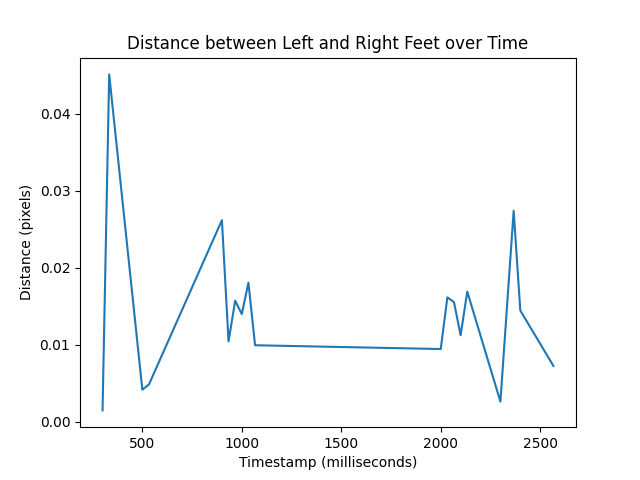 Distance between Left and Right Feet over Time
Distance (pixels)
0.04
0.03
0.02
0.01
0.00
500 1000 1500 2000 2500
Timestamp (milliseconds)